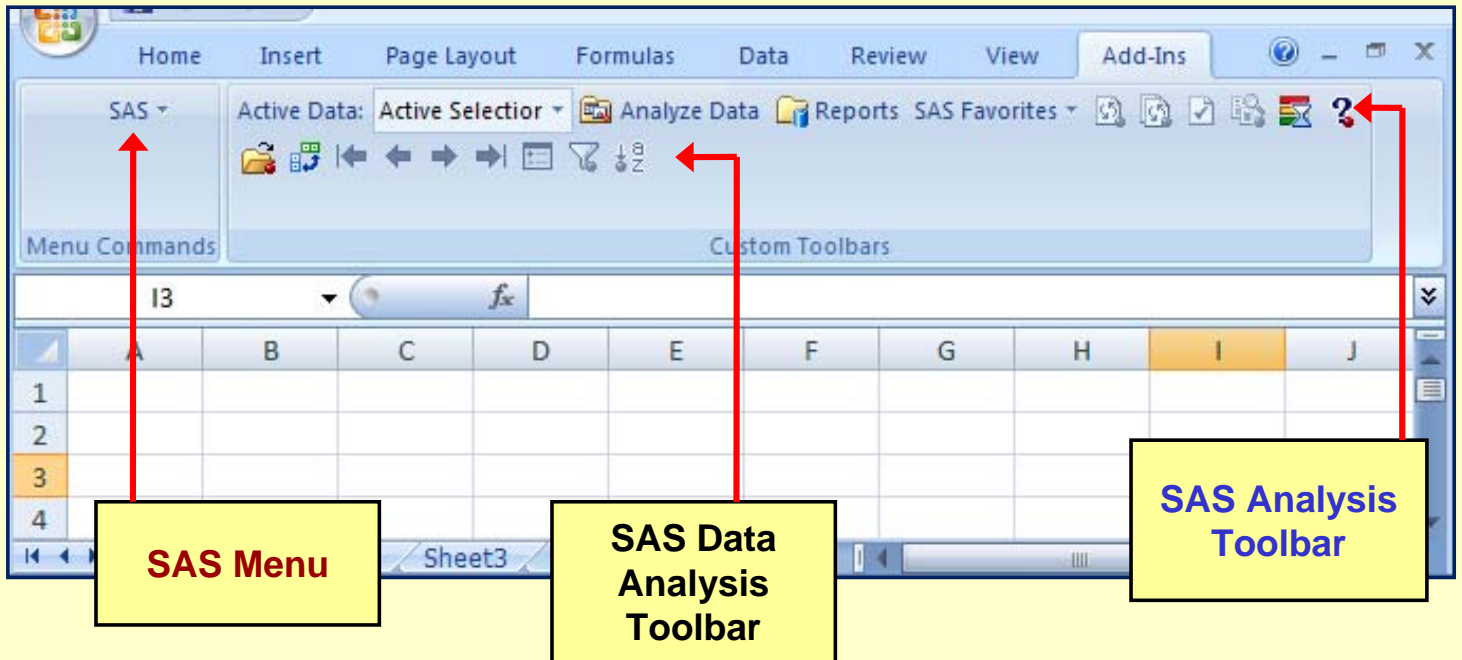 Home Insert Page Layout Formulas Data Review View Add-Ins
SAS Active Data: Active Selection Analyze Data Reports SAS Favorites
Menu Commands Custom Toolbars
I3 fx
A B C D E F G H I J
1
2
3
4
Sheet3
SAS Menu
SAS Data
Analysis
Toolbar
SAS Analysis
Toolbar